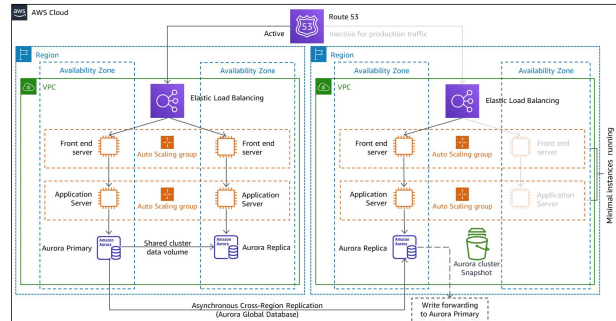 aws
AWS Cloud
Route 53
53
Active
Inactive for production traffic
Region
Availability Zone
Availability Zone
VPC
Elastic Load Balancing
Front end
server
Auto Scaling group
Front end
server
Application
Server
Auto Scaling group
Application
Server
Aurora Primary
Amazon
Aurora
Shared cluster
data volume
Amazon
Aurora
Aurora Replica
Region
Availability Zone
Availability Zone
VPC
Elastic Load Balancing
Front end
server
Auto Scaling group
Front end
server
Application
Server
Auto Scaling group
Application
Server
Minimal instances running
Aurora Replica
Amazon
Aurora
Aurora cluster
Snapshot
Asynchronous Cross-Region Replication
(Aurora Global Database)
Write forwarding
to Aurora Primary